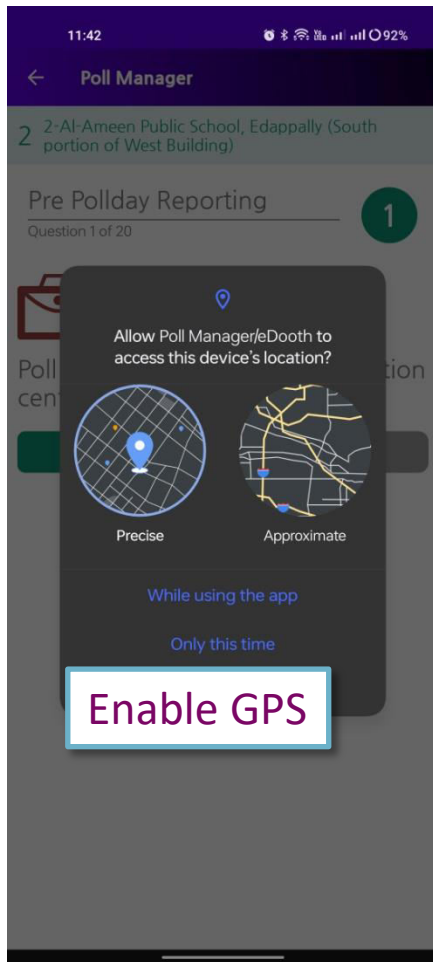 11:42
92%
Poll Manager
2
2-Al-Ameen Public School, Edappally (South
portion of West Building)
Pre Pollday Reporting
1
Question 1 of 20
Allow Poll Manager/eDooth to
access this device's location?
Poll
tion
cen
Precise
Approximate
While using the app
Only this time
Enable GPS